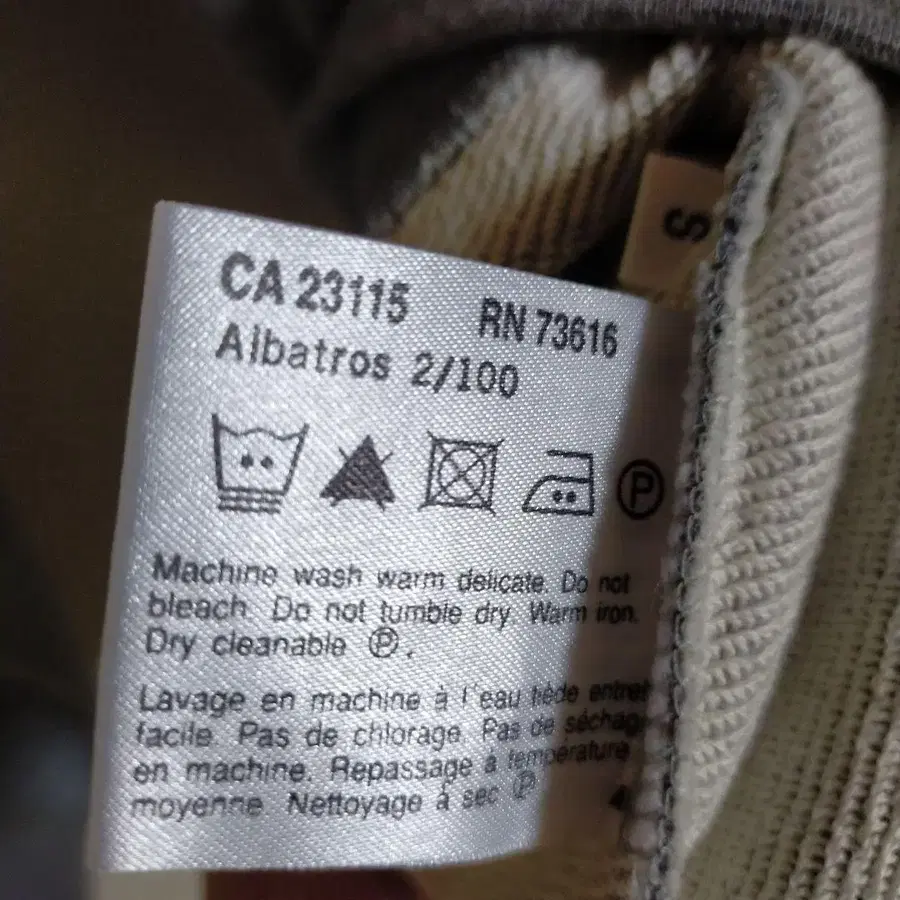 S
CA 23115 RN 73616
Albatros 2/100
P
Machine wash warm delicate. Do not
bleach. Do not tumble dry. Warm iron.
Dry cleanable Ⓟ.
Lavage en machine à l'eau tiède entret
facile. Pas de chlorage. Pas de séchag
en machine. Repassage à température
moyenne Nettoyage à sec Ⓟ